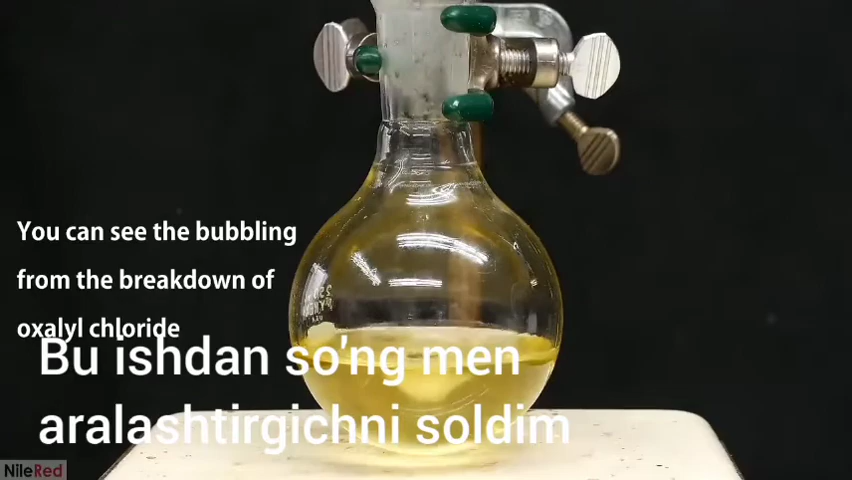 You can see the bubbling
from the breakdown of
oxalyl chloride
Bu ishdan so'ng men
aralashtirgichni soldim
NileRed